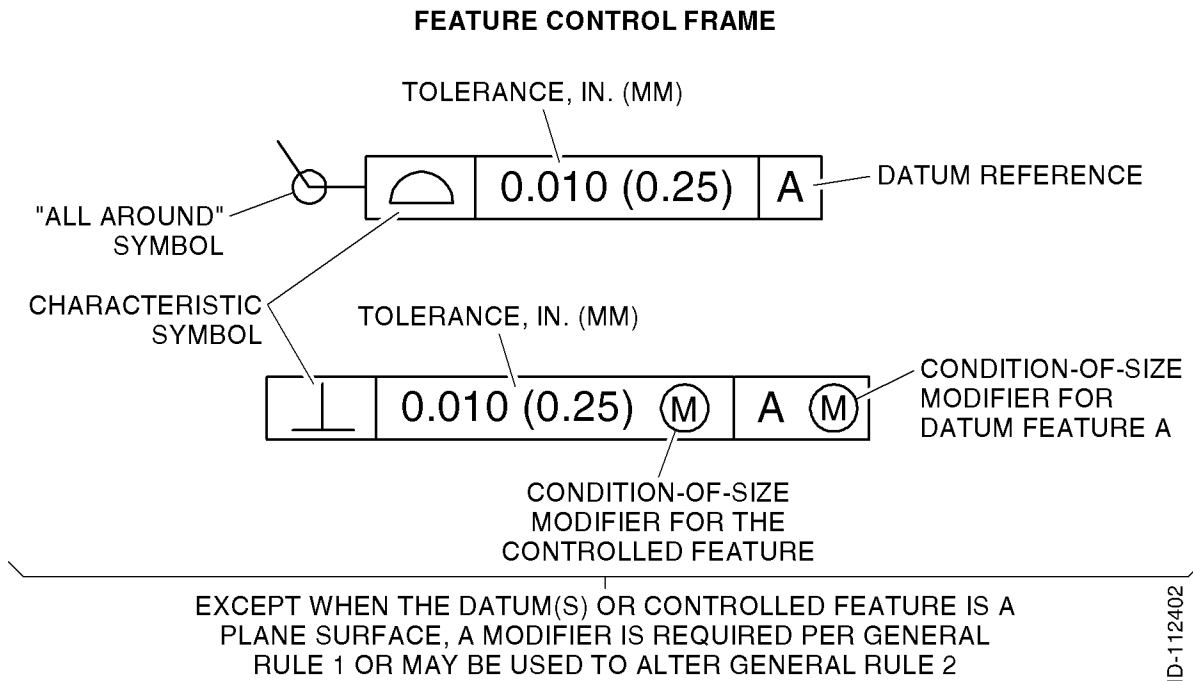 FEATURE CONTROL FRAME
TOLERANCE, IN. (MM)
0.010 (0.25) A
DATUM REFERENCE
"ALL AROUND"
SYMBOL
CHARACTERISTIC
SYMBOL
TOLERANCE, IN. (MM)
0.010 (0.25) Ⓜ A Ⓜ
CONDITION-OF-SIZE
MODIFIER FOR
DATUM FEATURE A
CONDITION-OF-SIZE
MODIFIER FOR THE
CONTROLLED FEATURE
EXCEPT WHEN THE DATUM(S) OR CONTROLLED FEATURE IS A
PLANE SURFACE, A MODIFIER IS REQUIRED PER GENERAL
RULE 1 OR MAY BE USED TO ALTER GENERAL RULE 2